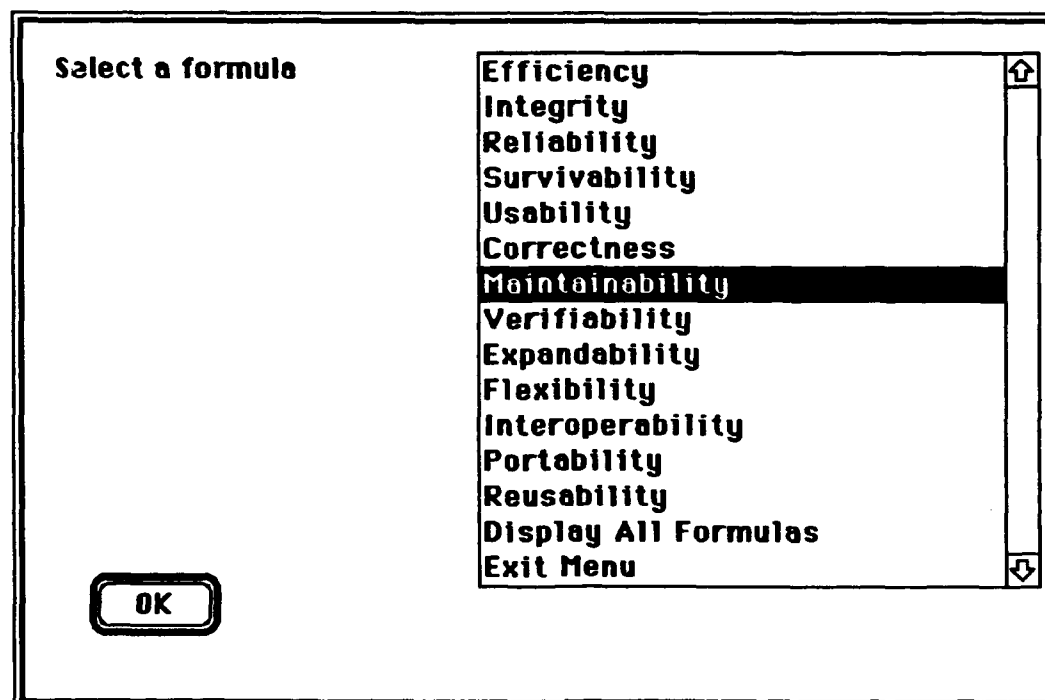 Select a formula
Efficiency
Integrity
Reliability
Survivability
Usability
Correctness
Maintainability
Verifiability
Expandability
Flexibility
Interoperability
Portability
Reusability
Display All Formulas
Exit Menu
OK